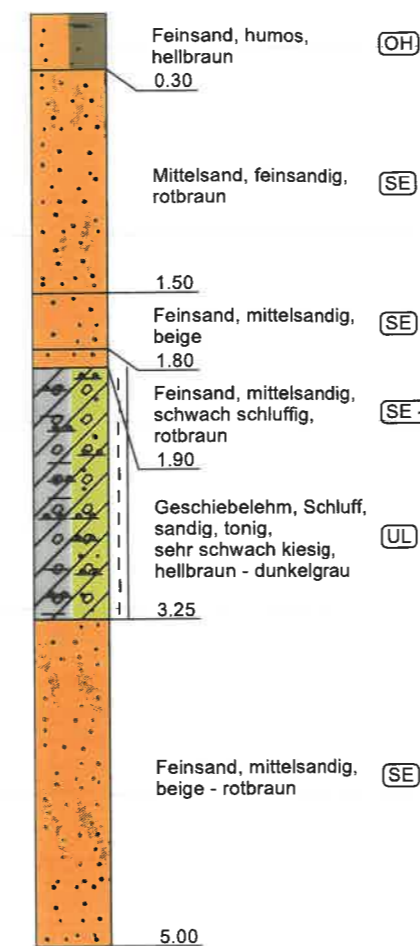 Feinsand, humos,
hellbraun
OH
0.30
Mittelsand, feinsandig,
rotbraun
SE
1.50
Feinsand, mittelsandig,
beige
SE
1.80
Feinsand, mittelsandig,
schwach schluffig,
rotbraun
SE -
1.90
Geschiebelehm, Schluff,
sandig, tonig,
sehr schwach kiesig,
hellbraun - dunkelgrau
UL
3.25
Feinsand, mittelsandig,
beige - rotbraun
SE
5.00